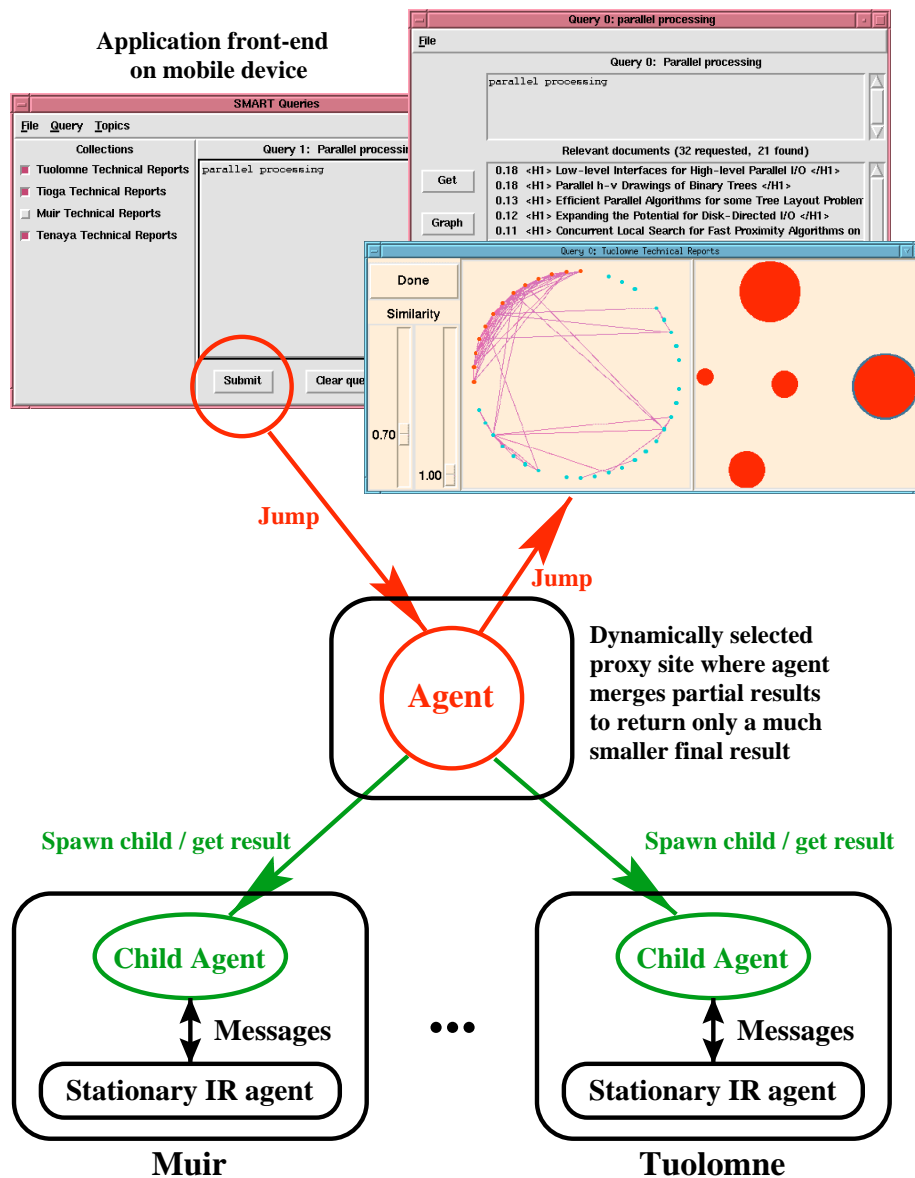 Application front-end
on mobile device
SMART Queries
File Query Topics
Collections
Tuolomne Technical Reports
Tioga Technical Reports
Muir Technical Reports
Tenaya Technical Reports
Query 1: Parallel processin
parallel processing
Submit
Clear que
Query 0: parallel processing
File
Query 0: Parallel processing
parallel processing
Relevant documents (32 requested, 21 found)
Get
Graph
0.18 <H1> Low-level Interfaces for High-level Parallel I/O </H1>
0.18 <H1> Parallel h-v Drawings of Binary Trees </H1>
0.13 <H1> Efficient Parallel Algorithms for some Tree Layout Problem
0.12 <H1> Expanding the Potential for Disk-Directed I/O </H1>
0.11 <H1> Concurrent Local Search for Fast Proximity Algorithms on
Query 0: Tuolomne Technical Reports
Done
Similarity
0.70
1.00
Jump
Jump
Agent
Dynamically selected
proxy site where agent
merges partial results
to return only a much
smaller final result
Spawn child / get result
Spawn child / get result
Child Agent
Messages
Stationary IR agent
Muir
•••
Child Agent
Messages
Stationary IR agent
Tuolomne